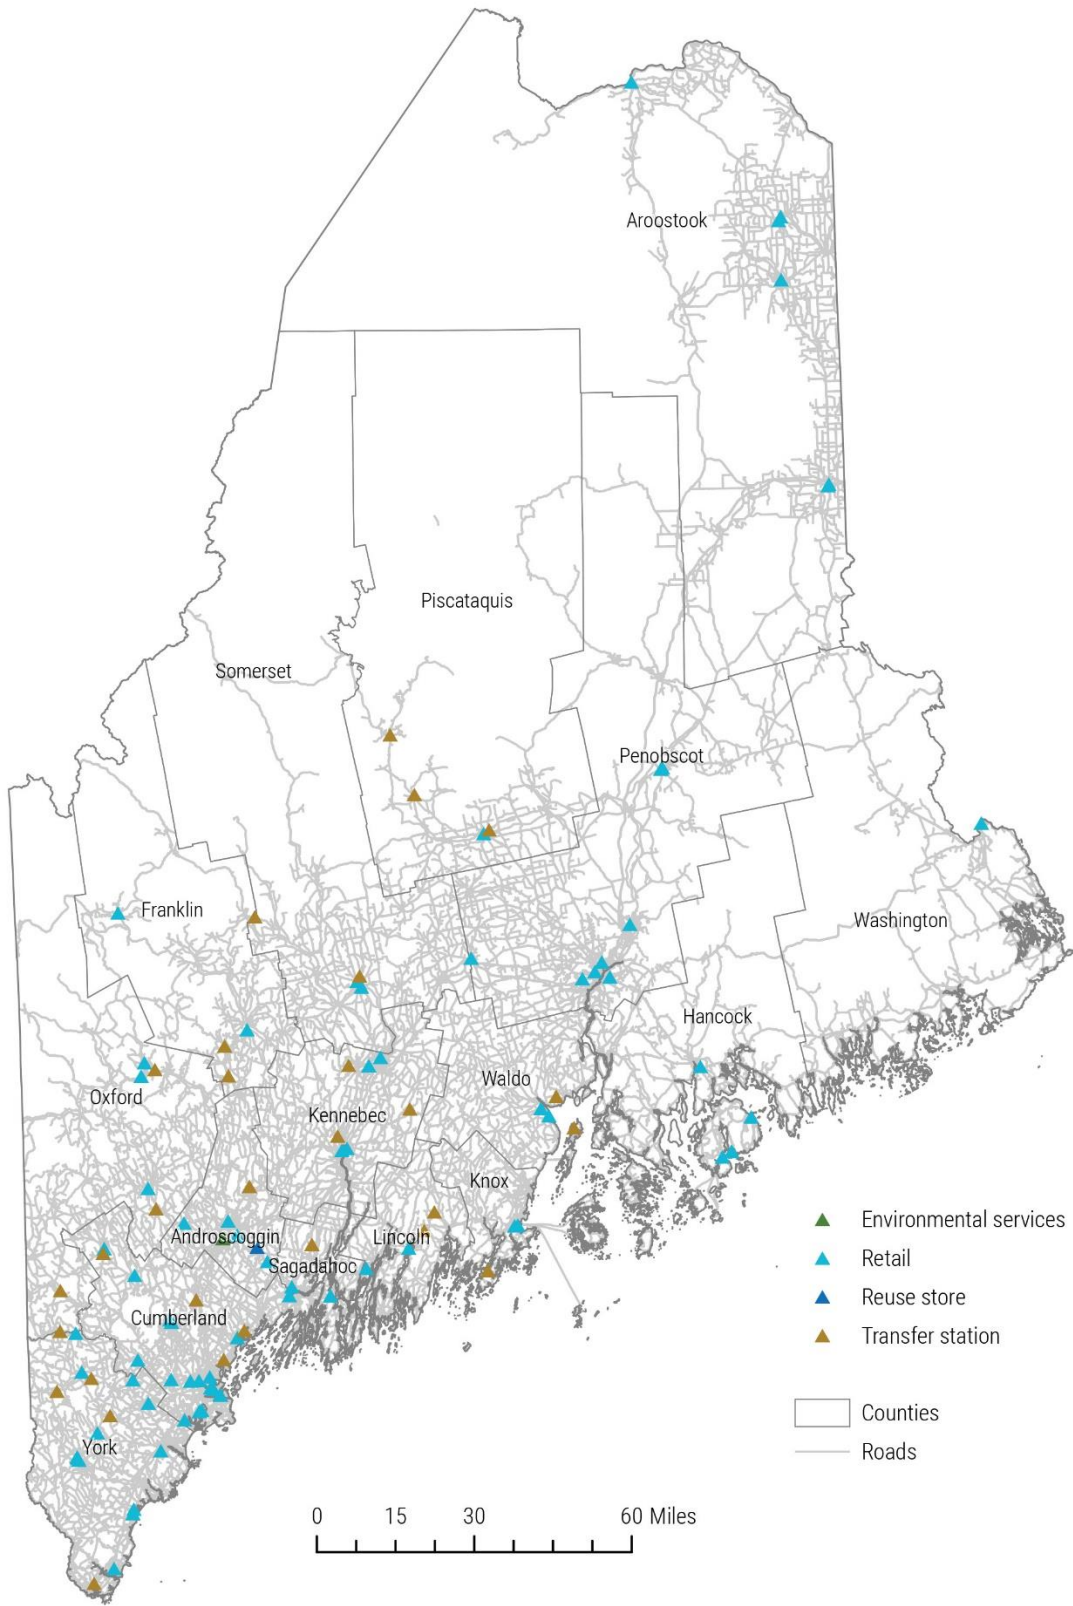 Aroostook
Piscataquis
Somerset
Penobscot
Franklin
Washington
Hancock
Waldo
Oxford
Kennebec
Knox
Androscoggin
Lincoln
Sagadahoc
Cumberland
York
Environmental services
Retail
Reuse store
Transfer station
Counties
Roads
0 15 30 60 Miles